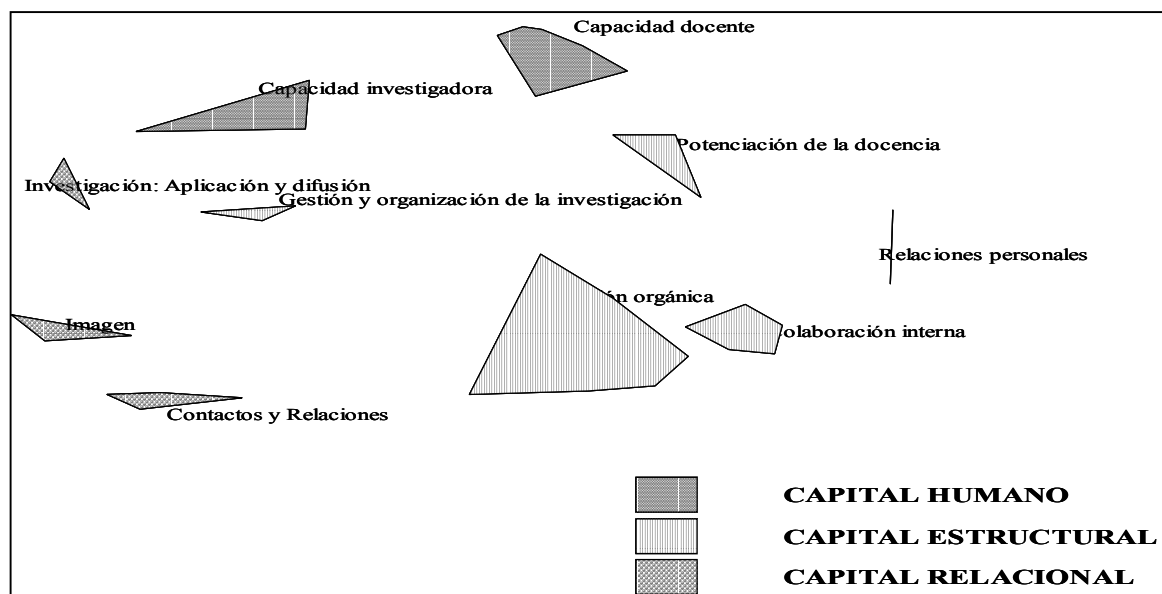 Capacidad docente
Capacidad investigadora
Potenciación de la docencia
Investigación: Aplicación y difusión
Gestión y organización de la investigación
Relaciones personales
orgánica
Imagen
olaboración interna
Contactos y Relaciones
CAPITAL HUMANO
CAPITAL ESTRUCTURAL
CAPITAL RELACIONAL